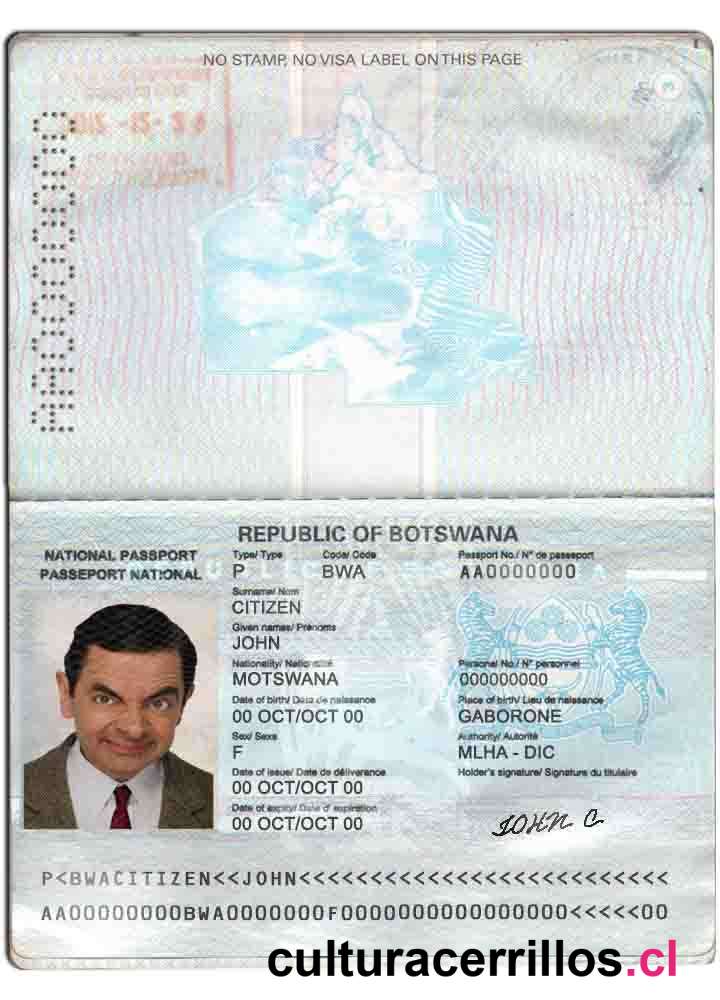 NO STAMP, NO VISA LABEL ON THIS PAGE
3
AA0000000
REPUBLIC OF BOTSWANA
NATIONAL PASSPORT
PASSEPORT NATIONAL
Type/ Type Code/ Code Passport No./ N° de passeport
P BWA AA0000000
Surname/ Nom
CITIZEN
Given names/ Prénoms
JOHN
Nationality/ Nationalité Personal No./ N° personnel
MOTSWANA 000000000
Date of birth/ Date de naissance Place of birth/ Lieu de naissance
00 OCT/OCT 00 GABORONE
Sex/ Sexe Authority/ Autorité
F MLHA - DIC
Date of issue/ Date de déliverance Holder's signature/ Signature du titulaire
00 OCT/OCT 00
Date of expiry/ Date d' expiration
00 OCT/OCT 00
JOHN C
P<BWACITIZEN<<JOHN<<<<<<<<<<<<<<<<<<<<<<<<<<
AA00000000BWA0000000F0000000000000000<<<<<00
culturacerrillos.cl